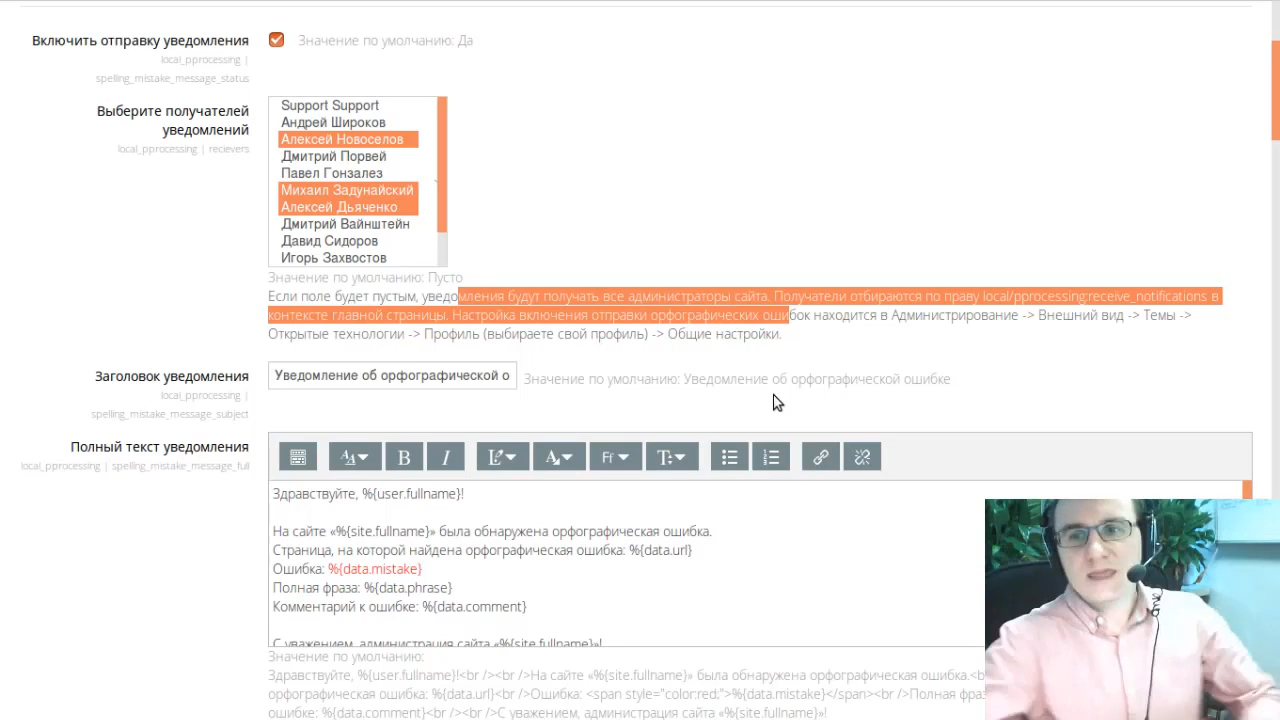 Включить отправку уведомления
Значение по умолчанию: Да
local_pprocessing |
spelling_mistake_message_status
Выберите получателей
уведомлений
local_pprocessing | recievers
Support Support
Андрей Широков
Алексей Новоселов
Дмитрий Порвей
Павел Гонзалез
Михаил Задунайский
Алексей Дьяченко
Дмитрий Вайнштейн
Давид Сидоров
Игорь Захвостов
Значение по умолчанию: Пусто
Если поле будет пустым, уведомления будут получать все администраторы сайта. Получатели отбираются по праву local/pprocessing:receive_notifications в
контексте главной страницы. Настройка включения отправки орфографических ошибок находится в Администрирование -> Внешний вид -> Темы ->
Открытые технологии -> Профиль (выбираете свой профиль) -> Общие настройки.
Заголовок уведомления
Уведомление об орфографической о
Значение по умолчанию: Уведомление об орфографической ошибке
local_pprocessing |
spelling_mistake_message_subject
Полный текст уведомления
local_pprocessing | spelling_mistake_message_full
Здравствуйте, %{user.fullname}!
На сайте «%{site.fullname}» была обнаружена орфографическая ошибка.
Страница, на которой найдена орфографическая ошибка: %{data.url}
Ошибка: %{data.mistake}
Полная фраза: %{data.phrase}
Комментарий к ошибке: %{data.comment}
С уважением, администрация сайта «%{site.fullname}»!
Значение по умолчанию:
Здравствуйте, %{user.fullname}!<br /><br />На сайте «%{site.fullname}» была обнаружена орфографическая ошибка.<b
орфографическая ошибка: %{data.url}<br />Ошибка: <span style="color:red;">%{data.mistake}</span><br />Полная фраз
ошибке: %{data.comment}<br /><br />С уважением, администрация сайта «%{site.fullname}»!